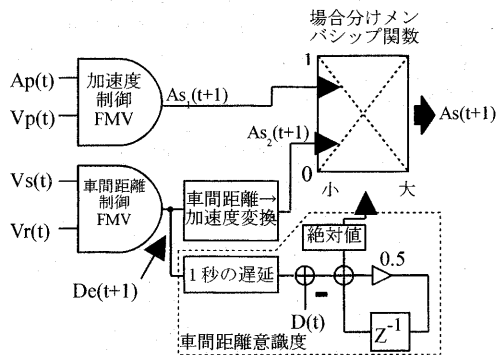 場合分けメン
バシップ関数
1
0
小
大
Ap(t)
Vp(t)
加速度
制御
FMV
As₁(t+1)
As₂(t+1)
As(t+1)
Vs(t)
Vr(t)
車間距離
制御
FMV
車間距離→
加速度変換
De(t+1)
1秒の遅延
絶対値
0.5
D(t)
Z⁻¹
車間距離意識度